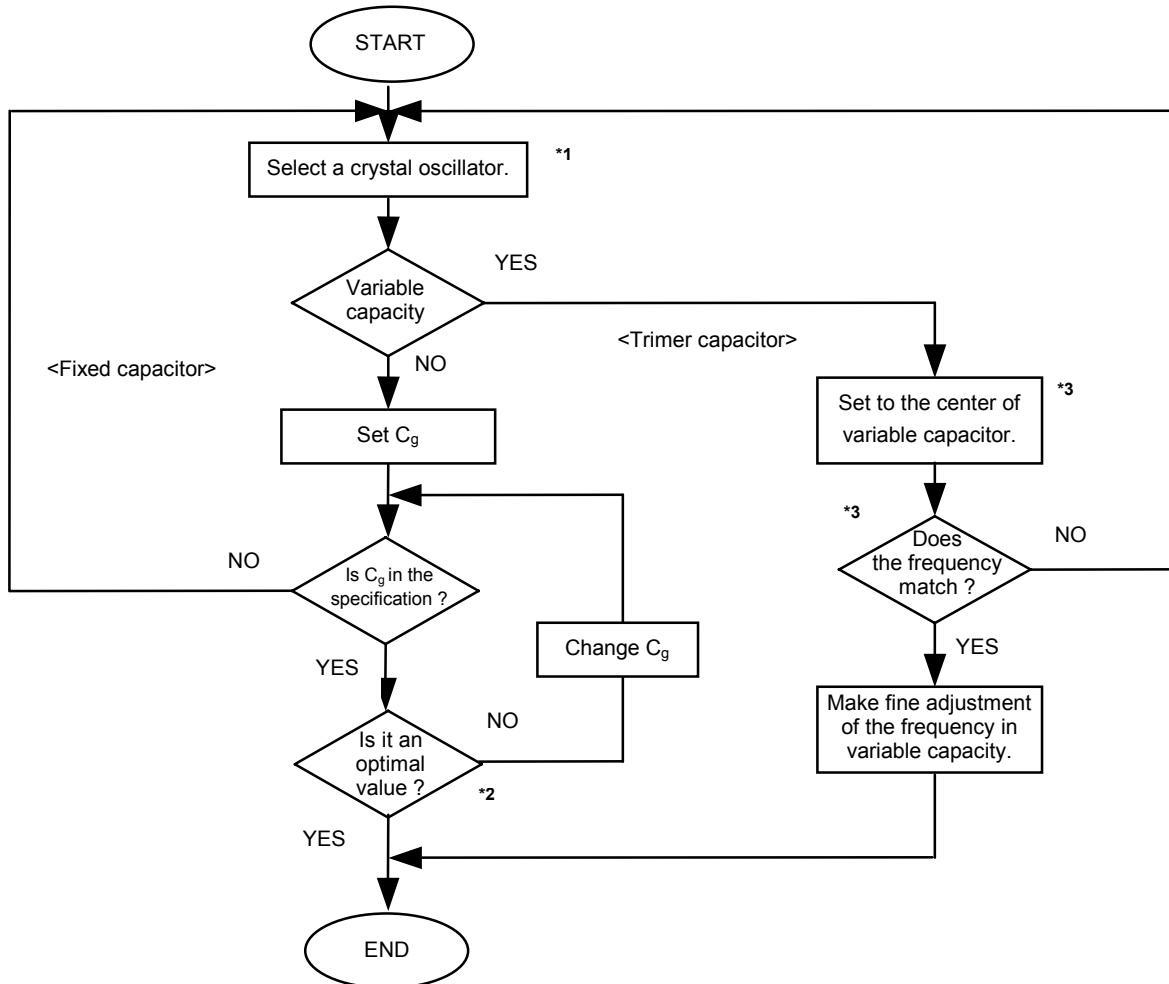 START
Select a crystal oscillator.
*1
Variable
capacity
YES
NO
<Fixed capacitor>
<Trimer capacitor>
Set Cg
Set to the center of
variable capacitor.
*3
Is Cg in the
specification ?
NO
YES
Change Cg
*3
Does
the frequency
match ?
NO
YES
Is it an
optimal
value ?
NO
*2
YES
Make fine adjustment
of the frequency in
variable capacity.
END